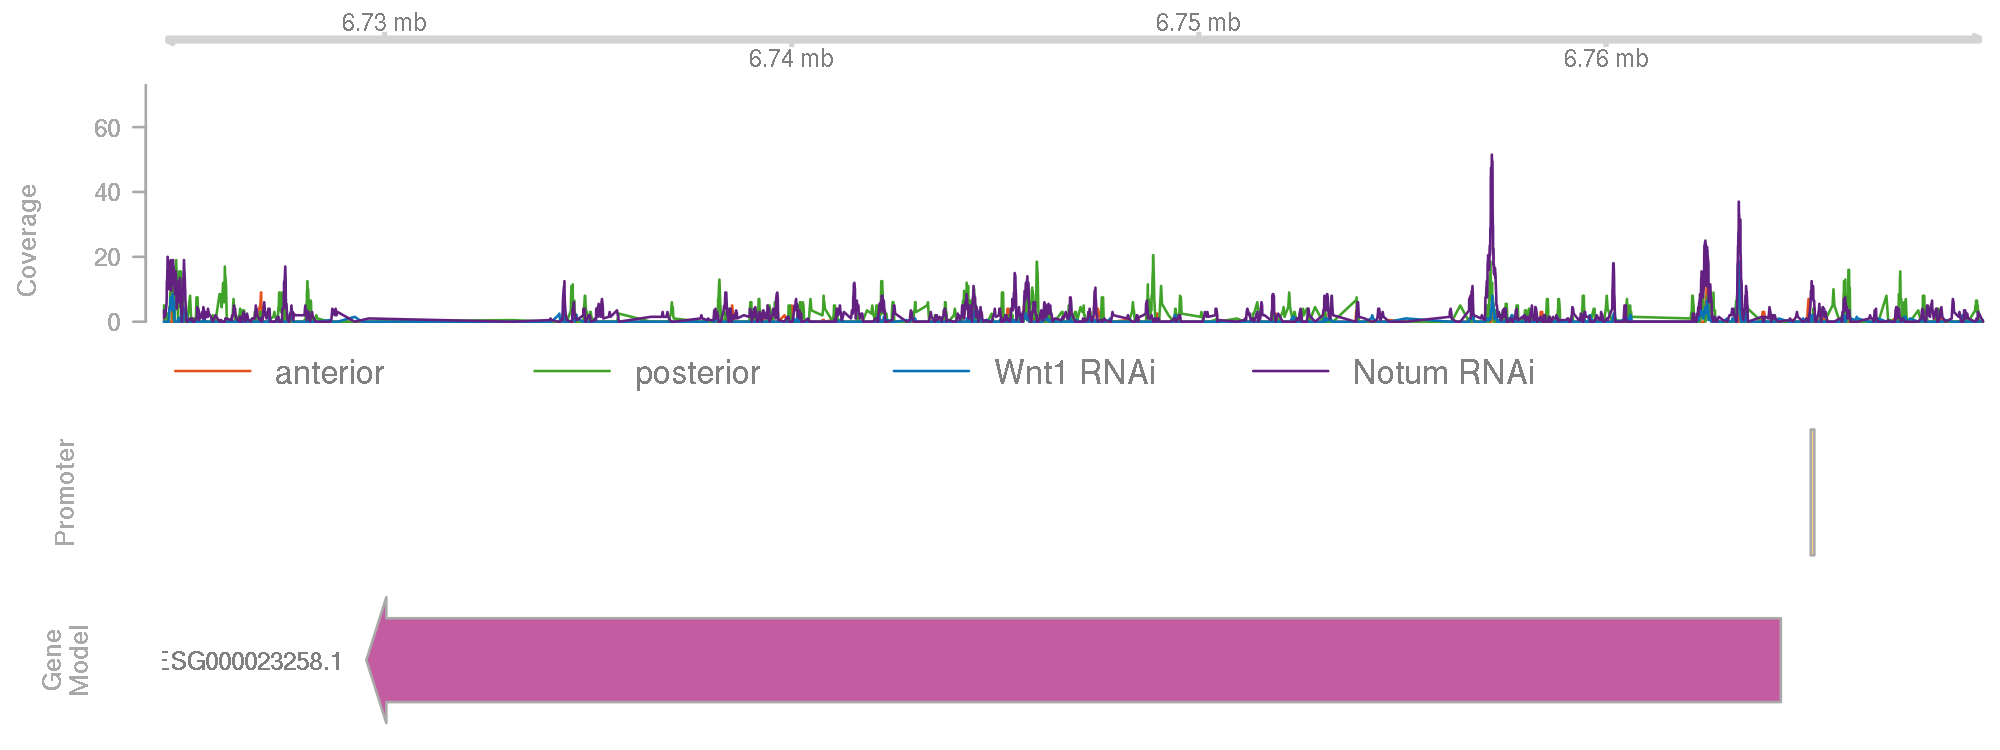 6.73 mb 6.75 mb
6.74 mb 6.76 mb
Coverage
60
40
20
0
anterior posterior Wnt1 RNAi Notum RNAi
Promoter
Gene
Model
ESG000023258.1